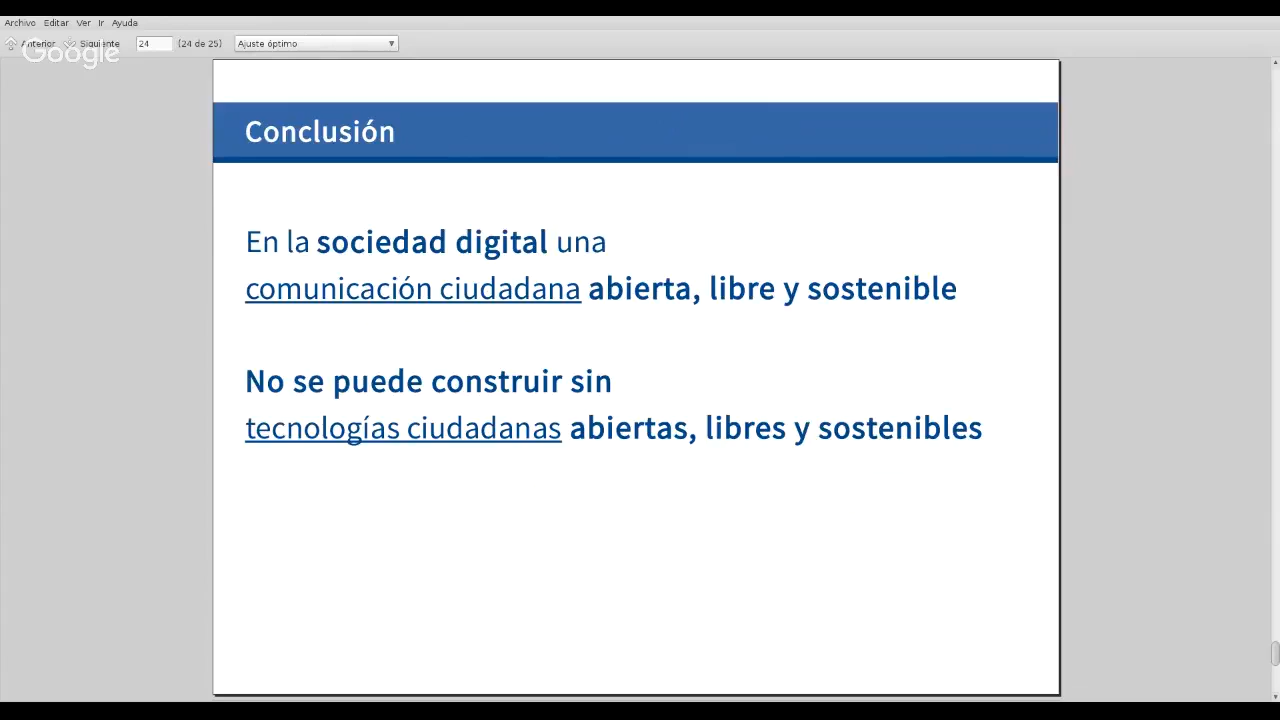 Archivo Editar Ver Ir Ayuda
Anterior Siguiente 24 (24 de 25) Ajuste óptimo
Google
Conclusión
En la sociedad digital una
comunicación ciudadana abierta, libre y sostenible
No se puede construir sin
tecnologías ciudadanas abiertas, libres y sostenibles